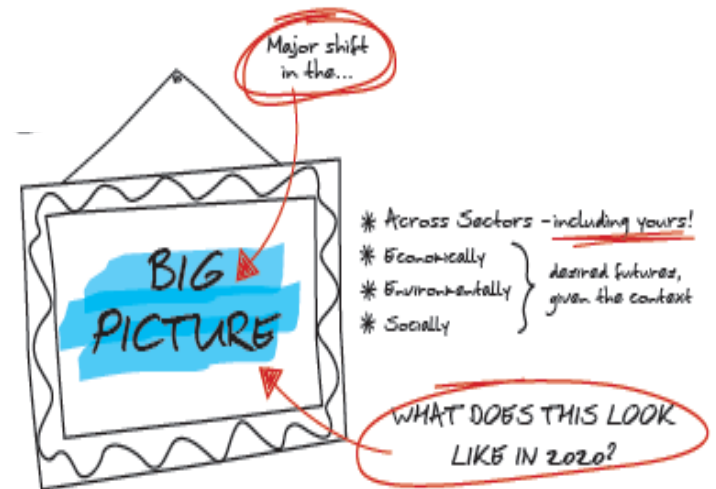 Major shift
in the...
BIG
PICTURE
* Across Sectors - including yours!
* Economically
* Environmentally
* Socially
desired futures,
given the context
WHAT DOES THIS LOOK
LIKE IN 2020?